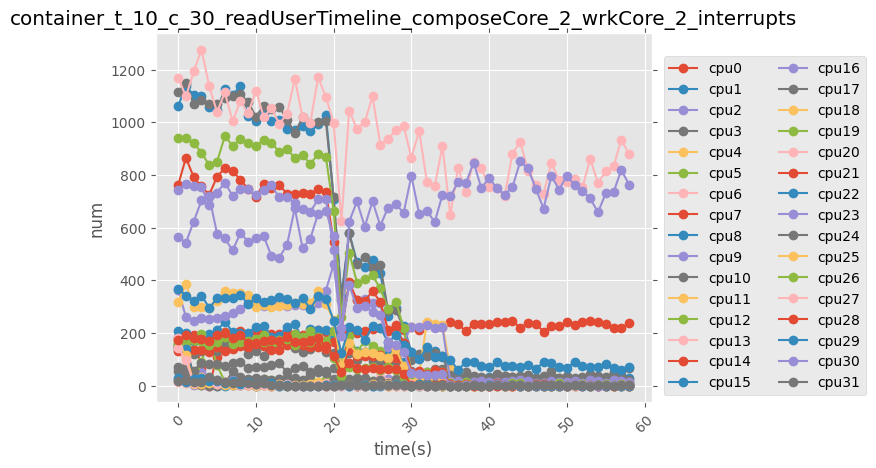 container_t_10_c_30_readUserTimeline_composeCore_2_wrkCore_2_interrupts
num
1200
1000
800
600
400
200
0
0 10 20 30 40 50 60
time(s)
cpu0 cpu16
cpu1 cpu17
cpu2 cpu18
cpu3 cpu19
cpu4 cpu20
cpu5 cpu21
cpu6 cpu22
cpu7 cpu23
cpu8 cpu24
cpu9 cpu25
cpu10 cpu26
cpu11 cpu27
cpu12 cpu28
cpu13 cpu29
cpu14 cpu30
cpu15 cpu31